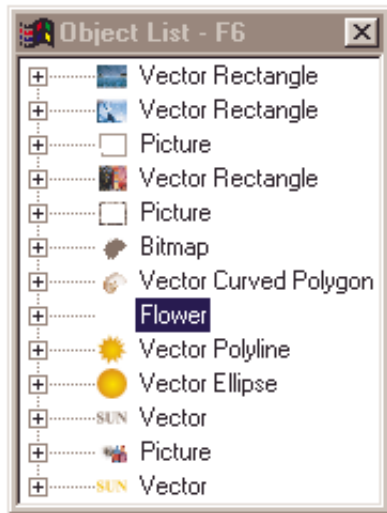 Object List - F6
Vector Rectangle
Vector Rectangle
Picture
Vector Rectangle
Picture
Bitmap
Vector Curved Polygon
Flower
Vector Polyline
Vector Ellipse
SUN Vector
Picture
SUN Vector